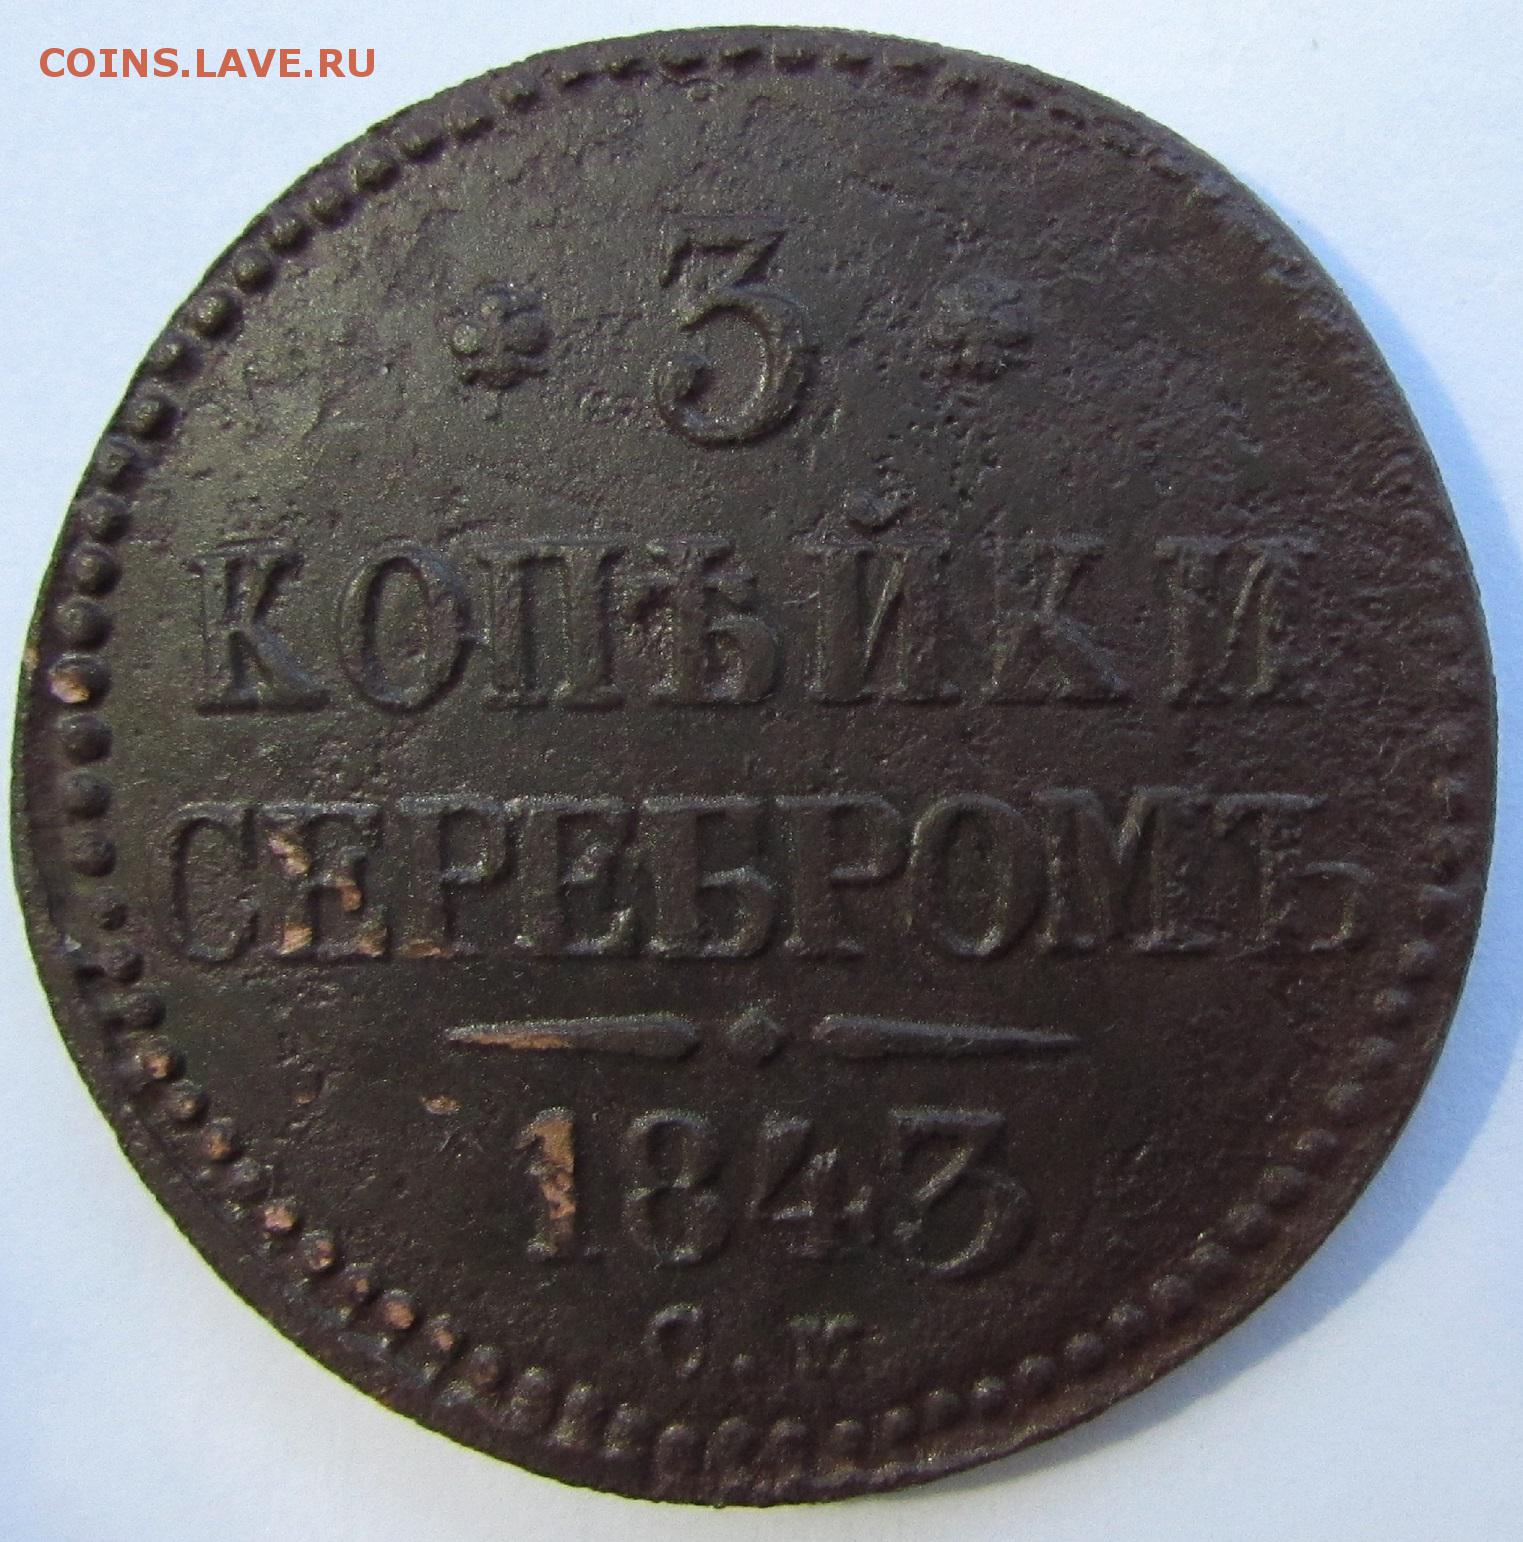 COINS.LAVE.RU
3
КОПѢЙКИ
СЕРЕБРОМЪ
1843
С.М